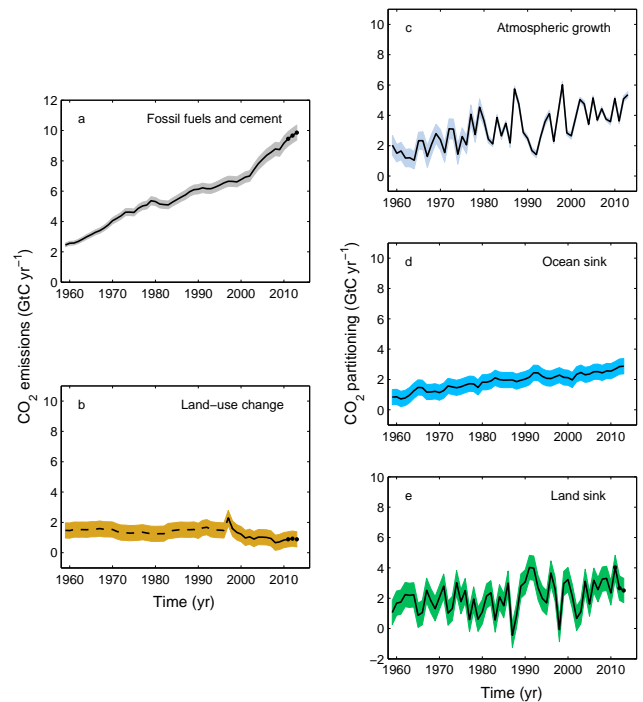 CO₂ emissions (GtC yr⁻¹)
a
Fossil fuels and cement
12
10
8
6
4
2
0
1960 1970 1980 1990 2000 2010
b
Land−use change
10
8
6
4
2
0
1960 1970 1980 1990 2000 2010
Time (yr)
CO₂ partitioning (GtC yr⁻¹)
c
Atmospheric growth
10
8
6
4
2
0
1960 1970 1980 1990 2000 2010
d
Ocean sink
10
8
6
4
2
0
1960 1970 1980 1990 2000 2010
e
Land sink
10
8
6
4
2
0
−2
1960 1970 1980 1990 2000 2010
Time (yr)